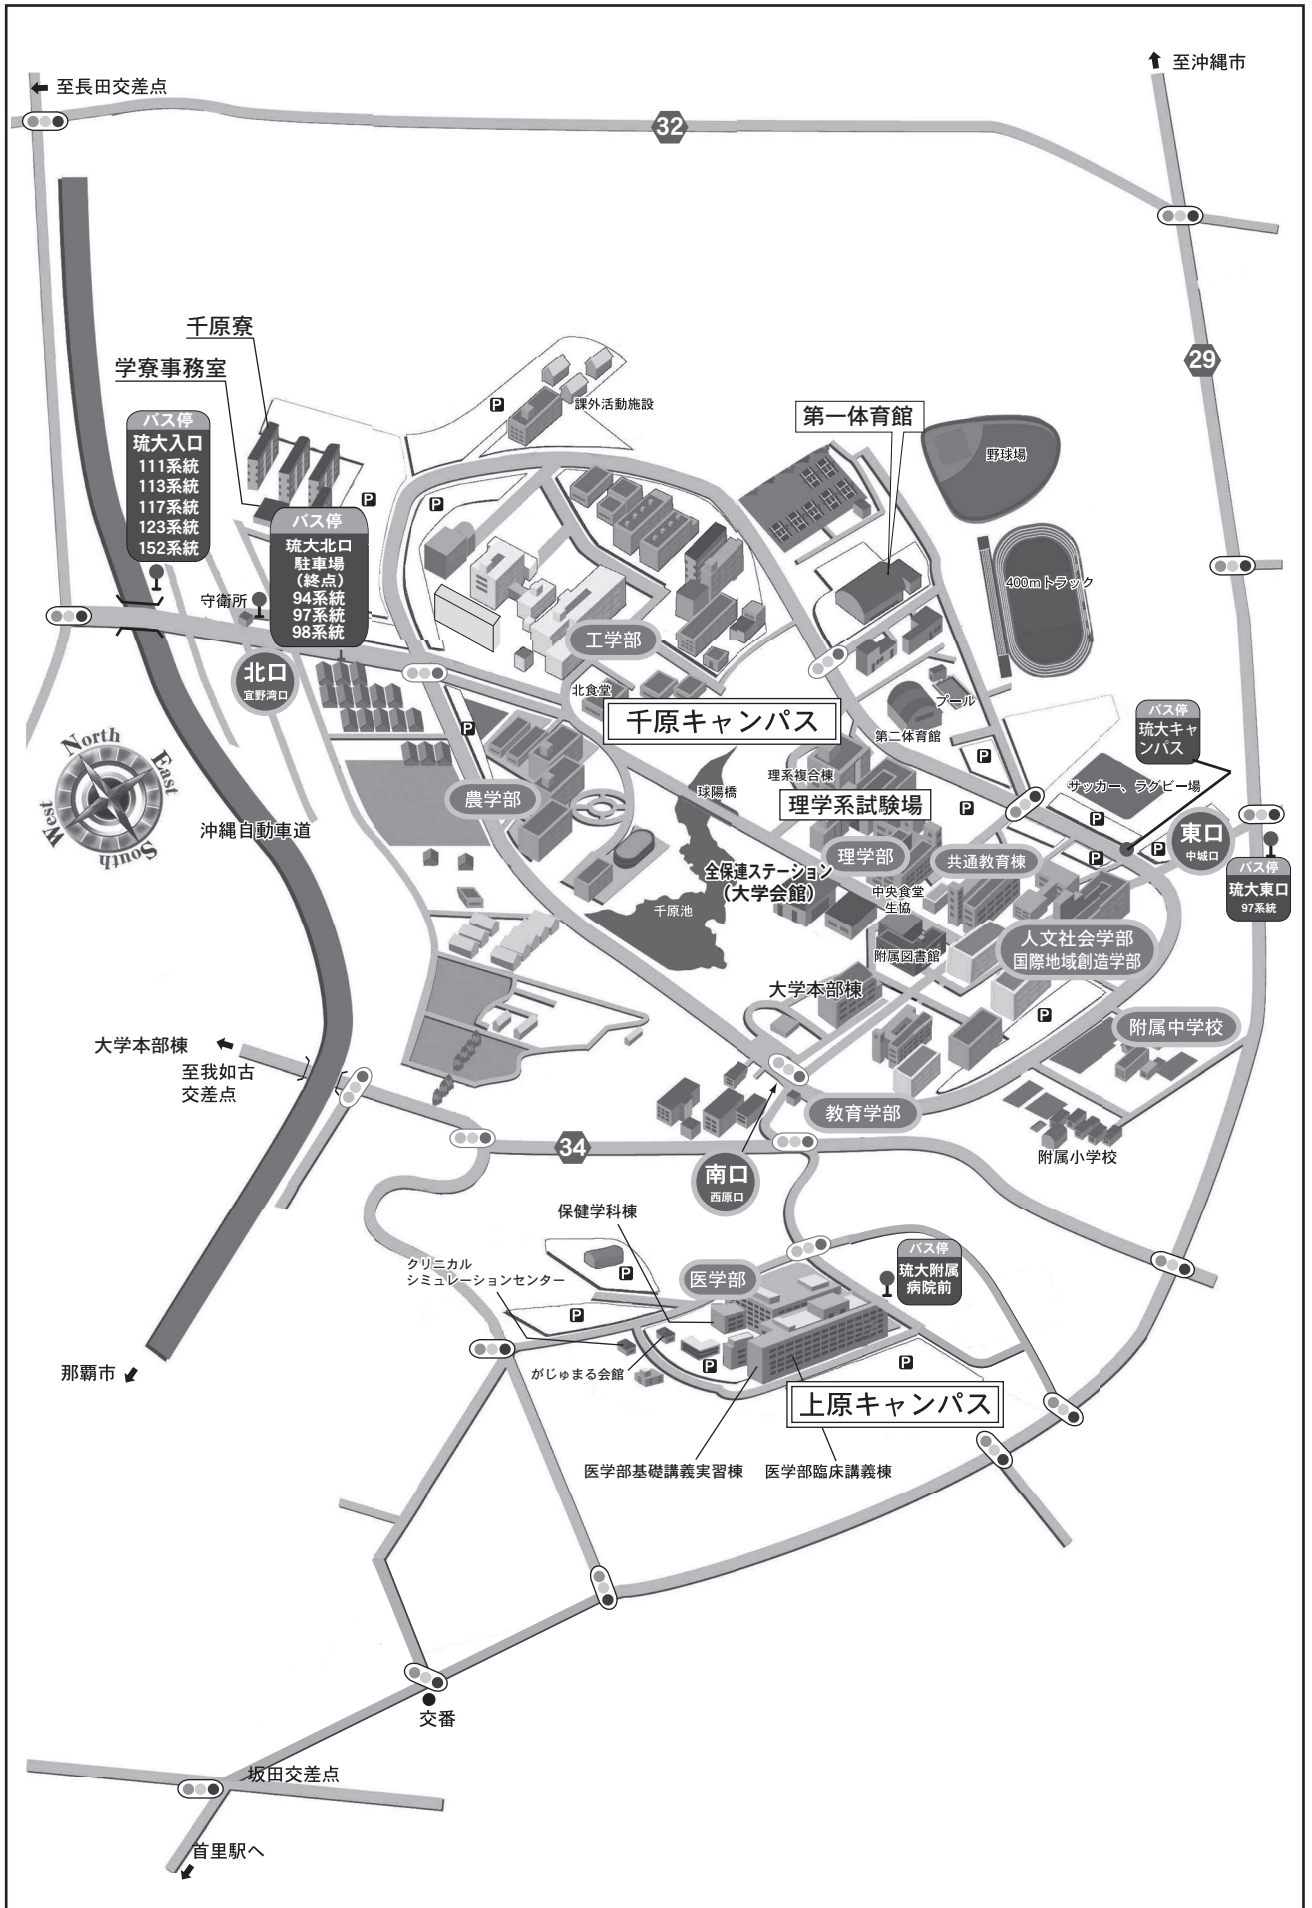 至沖縄市
至長田交差点
32
千原寮
学寮事務室
29
課外活動施設
P
第一体育館
バス停
琉大入口
111系統
113系統
117系統
123系統
152系統
野球場
P
P
バス停
琉大北口
駐車場
(終点)
94系統
97系統
98系統
400mトラック
守衛所
工学部
北口
宜野湾口
北食堂
プール
千原キャンパス
第二体育館
バス停
琉大キャ
ンパス
North
East
South
West
P
P
球陽橋
理系複合棟
サッカー、ラグビー場
農学部
理学系試験場
P
P
沖縄自動車道
東口
中城口
理学部
共通教育棟
P
P
全保連ステーション
(大学会館)
バス停
琉大東口
97系統
中央食堂
生協
千原池
附属図書館
人文社会学部
国際地域創造学部
大学本部棟
P
附属中学校
大学本部棟
至我如古
交差点
教育学部
34
附属小学校
南口
西原口
保健学科棟
クリニカル
シミュレーションセンター
P
医学部
バス停
琉大附属
病院前
P
がじゅまる会館
P
P
那覇市
上原キャンパス
医学部基礎講義実習棟
医学部臨床講義棟
交番
坂田交差点
首里駅へ